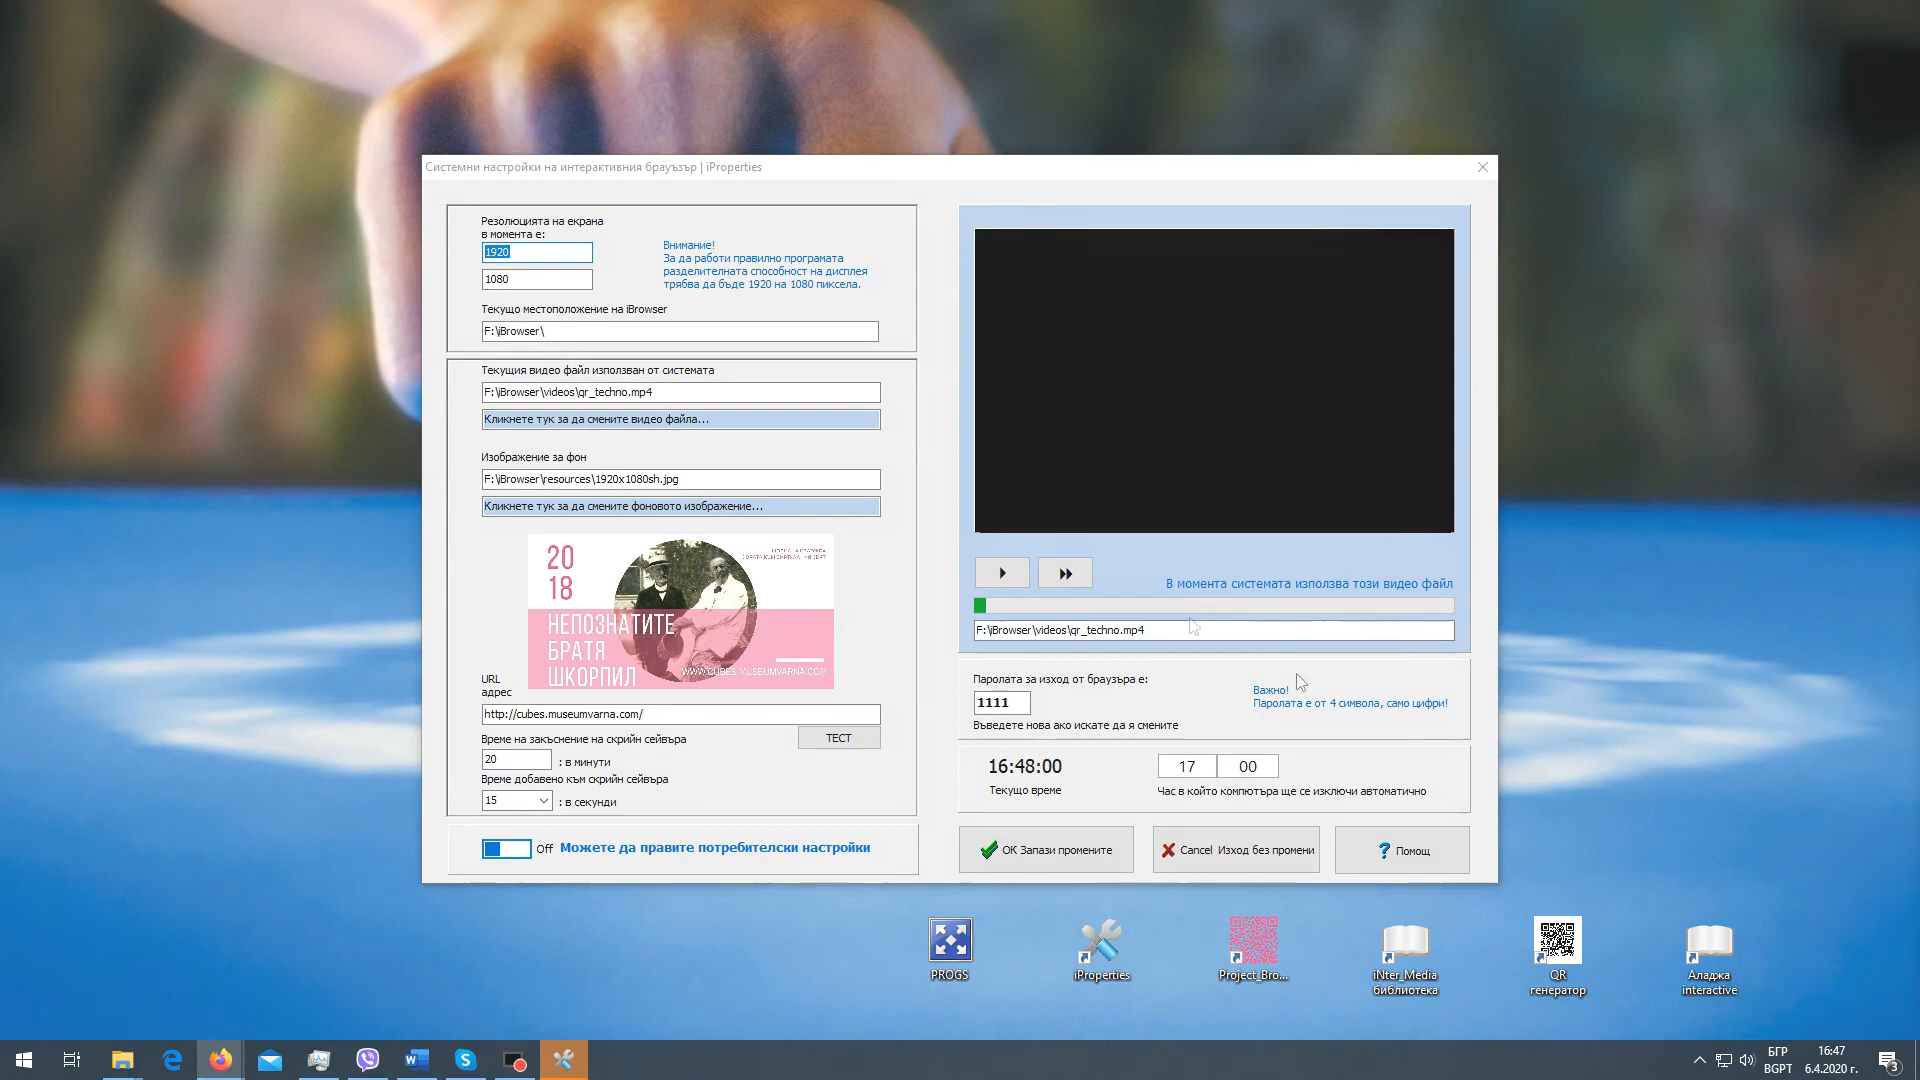 Системни настройки на интерактивния брауъзър | iProperties
Резолюцията на екрана
в момента е:
1920
1080
Внимание!
За да работи правилно програмата
разделителната способност на дисплея
трябва да бъде 1920 на 1080 пиксела.
Текущо местоположение на iBrowser
F:\iBrowser\
Текущия видео файл използван от системата
F:\iBrowser\videos\qr_techno.mp4
Кликнете тук за да смените видео файла...
Изображение за фон
F:\iBrowser\resources\1920x1080sh.jpg
Кликнете тук за да смените фоновото изображение...
20
18
НЕПОЗНАТИТЕ
БРАТЯ
ШКОРПИЛ
WWW.CUBES.MUSEUMVARNA.COM
URL
адрес
http://cubes.museumvarna.com/
Време на закъснение на скрийн сейвъра
ТЕСТ
20
: в минути
Време добавено към скрийн сейвъра
15
: в секунди
Off
Можете да правите потребителски настройки
В момента системата използва този видео файл
F:\iBrowser\videos\qr_techno.mp4
Паролата за изход от браузъра е:
1111
Въведете нова ако искате да я смените
Важно!
Паролата е от 4 символа, само цифри!
16:48:00
Текущо време
17
00
Час в който компютъра ще се изключи автоматично
OK Запази промените
Cancel Изход без промени
Помощ
PROGS
iProperties
Project_Bro...
iNter_Media
библиотека
QR
генератор
Аладжа
interactive
БГР
BGPT
16:47
6.4.2020 г.
3